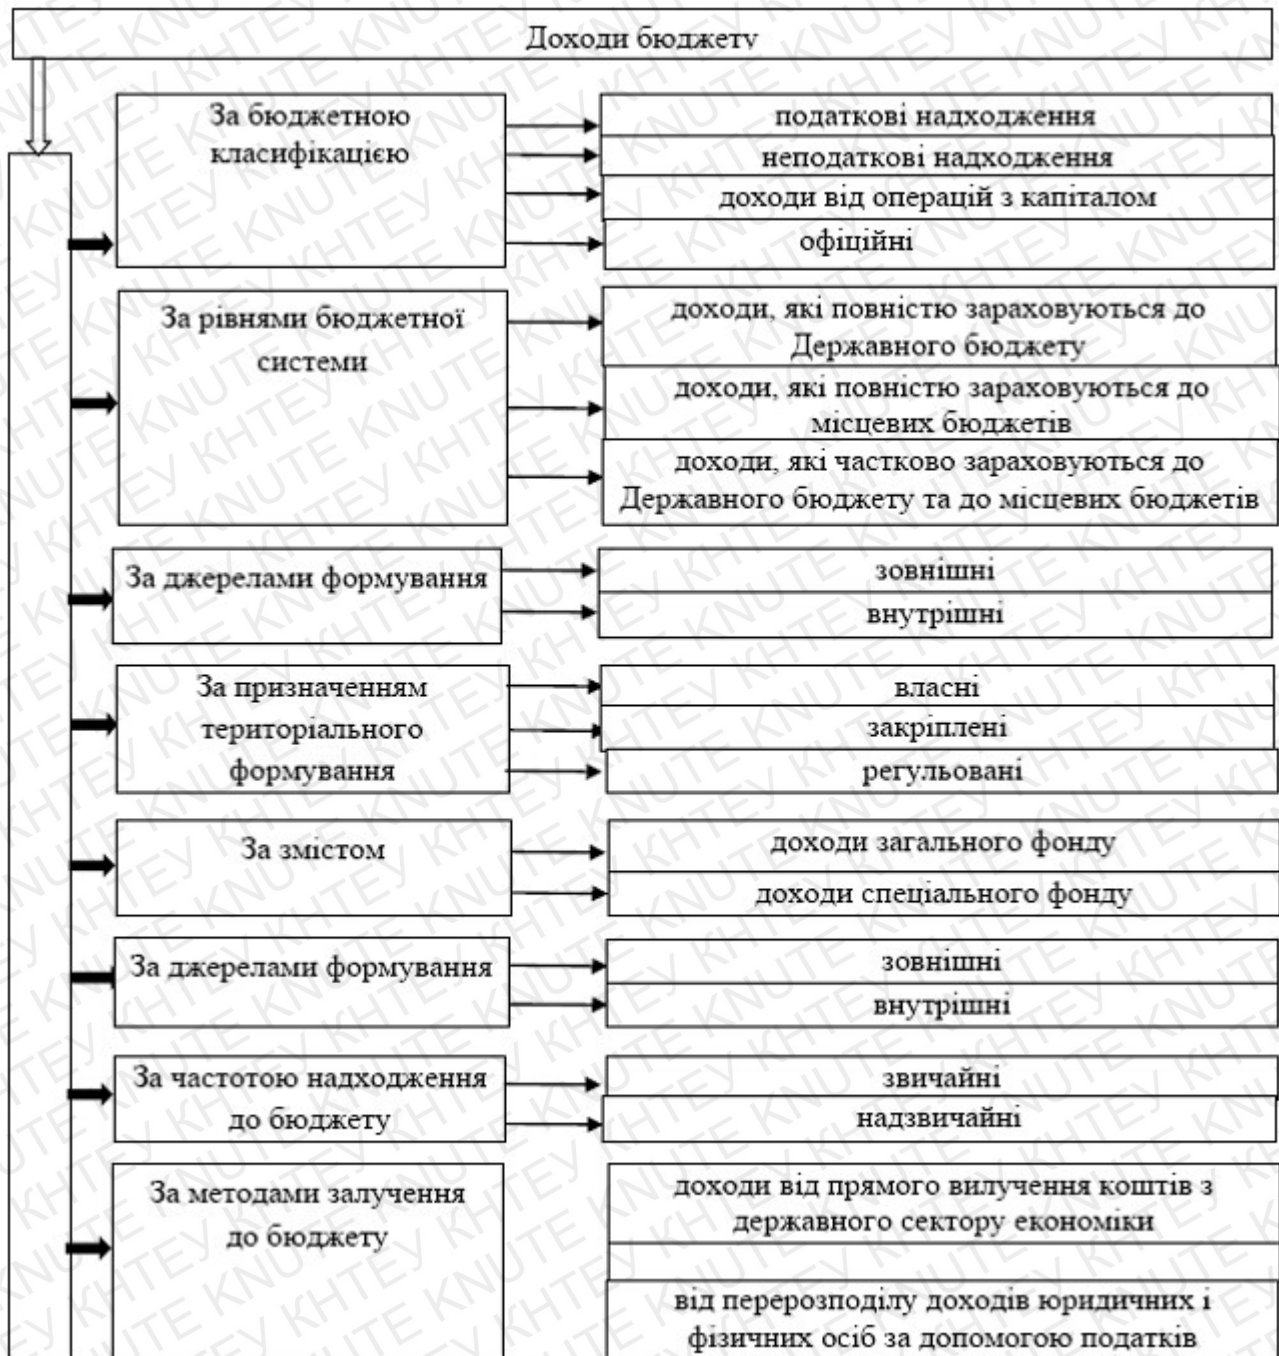 Доходи бюджету
За бюджетною
класифікацією
податкові надходження
неподаткові надходження
доходи від операцій з капіталом
офіційні
За рівнями бюджетної
системи
доходи, які повністю зараховуються до
Державного бюджету
доходи, які повністю зараховуються до
місцевих бюджетів
доходи, які частково зараховуються до
Державного бюджету та до місцевих бюджетів
За джерелами формування
зовнішні
внутрішні
За призначенням
територіального
формування
власні
закріплені
регульовані
За змістом
доходи загального фонду
доходи спеціального фонду
За джерелами формування
зовнішні
внутрішні
За частотою надходження
до бюджету
звичайні
надзвичайні
За методами залучення
до бюджету
доходи від прямого вилучення коштів з
державного сектору економіки
від перерозподілу доходів юридичних і
фізичних осіб за допомогою податків